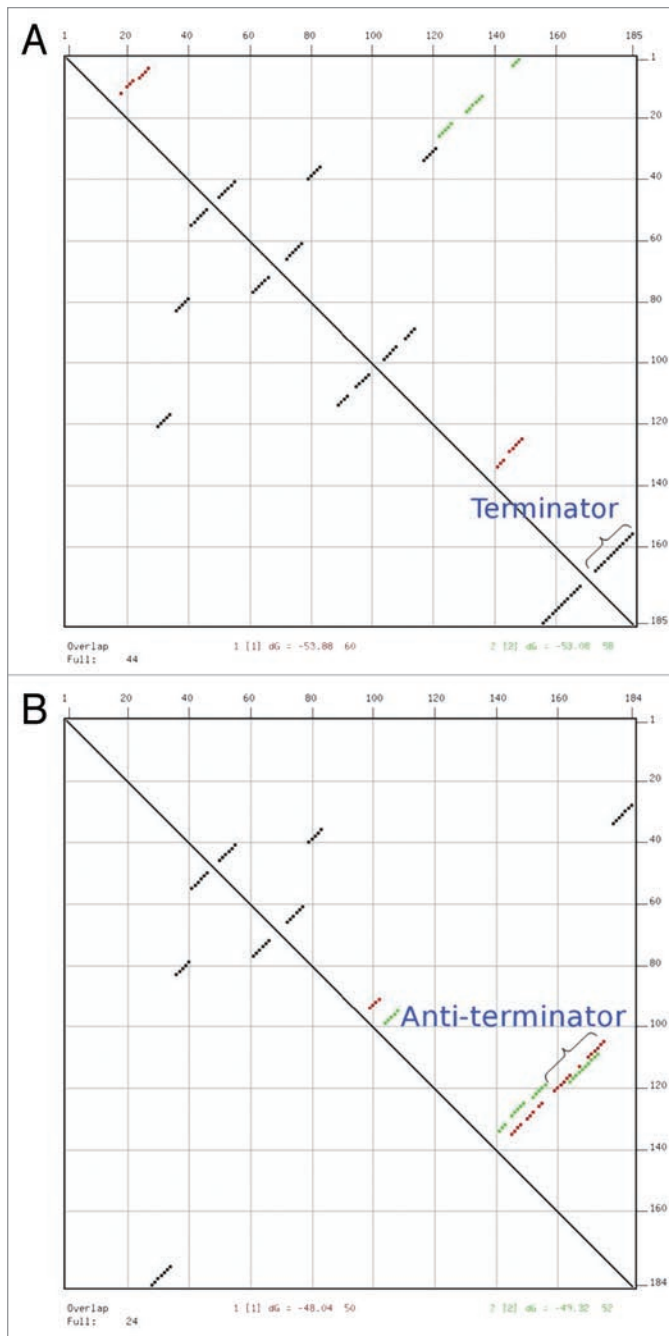 A
1 20 40 60 80 100 120 140 160 185
1
20
40
60
80
100
120
140
Terminator
160
185
Overlap 1 [1] dG = -53.88 60 2 [2] dG = -53.08 58
Full: 44
B
1 20 40 60 80 100 120 140 160 184
1
20
40
60
80
100
Anti-terminator
120
140
160
184
Overlap 1 [1] dG = -48.04 50 2 [2] dG = -49.32 52
Full: 24